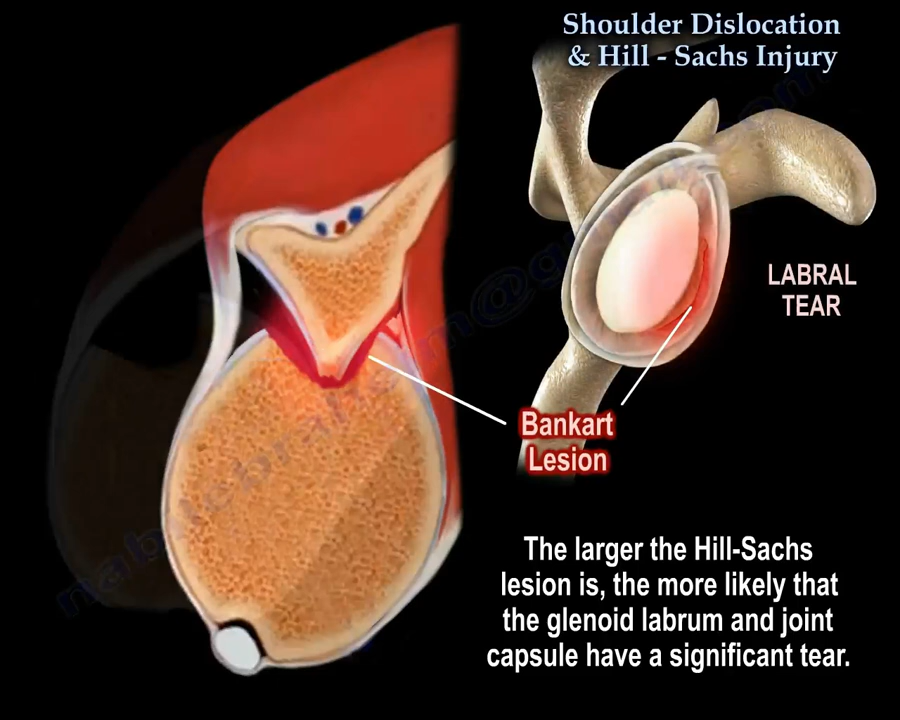 Shoulder Dislocation
& Hill - Sachs Injury
LABRAL
TEAR
Bankart
Lesion
The larger the Hill-Sachs
lesion is, the more likely that
the glenoid labrum and joint
capsule have a significant tear.